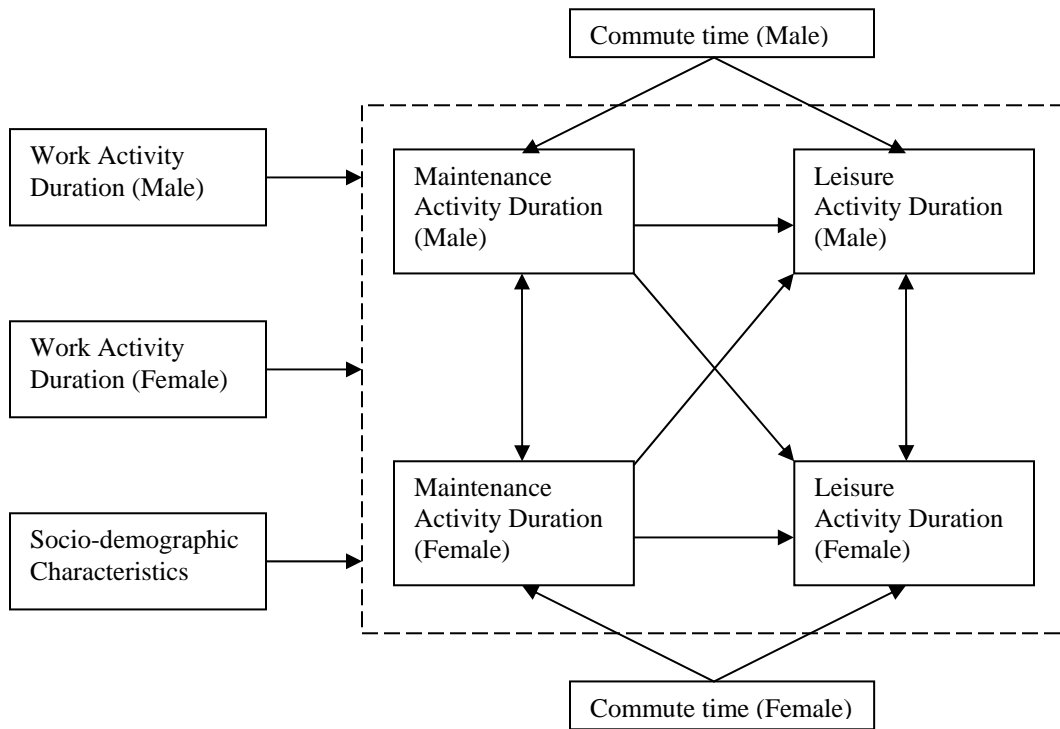 Commute time (Male)
Work Activity
Duration (Male)
Maintenance
Activity Duration
(Male)
Leisure
Activity Duration
(Male)
Work Activity
Duration (Female)
Maintenance
Activity Duration
(Female)
Leisure
Activity Duration
(Female)
Socio-demographic
Characteristics
Commute time (Female)